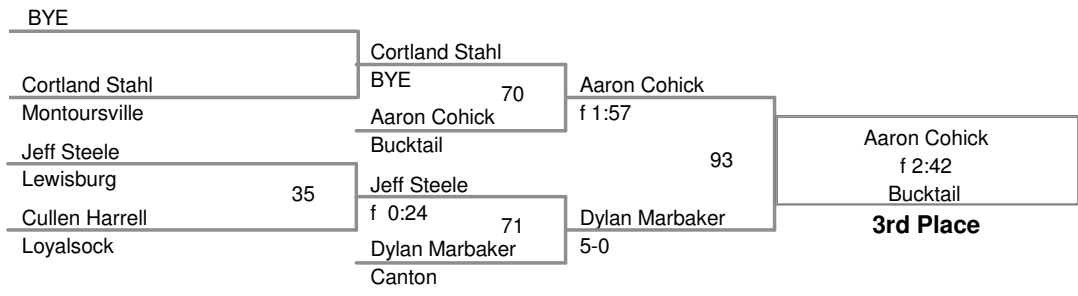 BYE
Cortland Stahl
Montoursville
Jeff Steele
Lewisburg
35
Cullen Harrell
Loyalsock
Cortland Stahl
BYE
70
Aaron Cohick
Bucktail
Jeff Steele
f 0:24
71
Dylan Marbaker
Canton
Aaron Cohick
f 1:57
93
Dylan Marbaker
5-0
Aaron Cohick
f 2:42
Bucktail
3rd Place